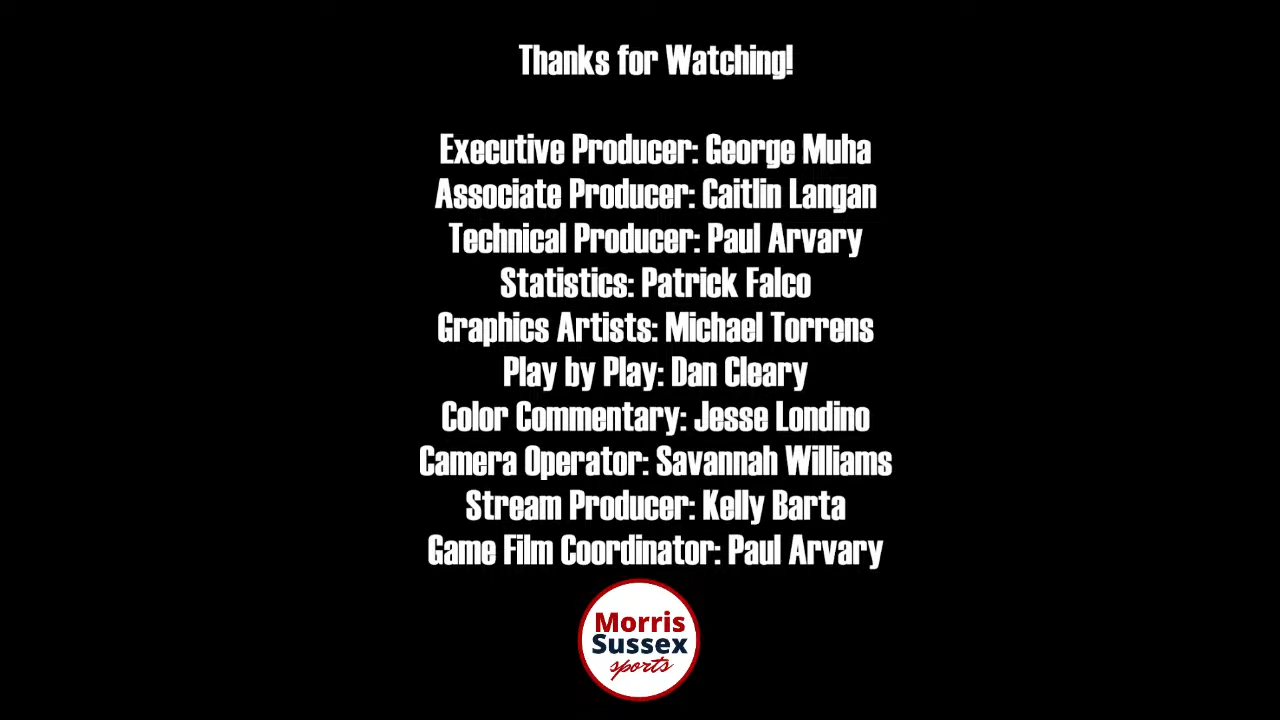 Thanks for Watching!
Executive Producer: George Muha
Associate Producer: Caitlin Langan
Technical Producer: Paul Arvary
Statistics: Patrick Falco
Graphics Artists: Michael Torrens
Play by Play: Dan Cleary
Color Commentary: Jesse Londino
Camera Operator: Savannah Williams
Stream Producer: Kelly Barta
Game Film Coordinator: Paul Arvary
Morris
Sussex
sports